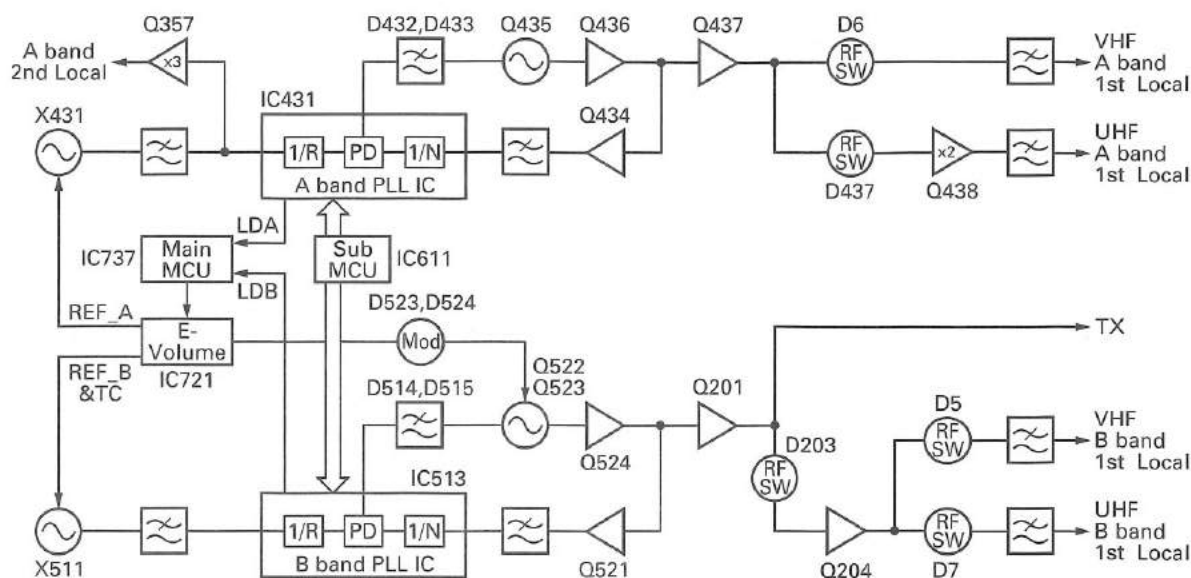 Q357
D432,D433
Q435
Q436
Q437
D6
A band
2nd Local
x3
RF
SW
VHF
A band
1st Local
X431
IC431
Q434
1/R
PD
1/N
A band PLL IC
RF
SW
D437
x2
Q438
UHF
A band
1st Local
LDA
IC737
Main
MCU
Sub
MCU
IC611
LDB
REF_A
E-
Volume
IC721
D523,D524
Mod
TX
REF_B
&TC
Q522
Q523
D514,D515
Q201
Q524
D203
RF
SW
D5
RF
SW
VHF
B band
1st Local
IC513
1/R
PD
1/N
B band PLL IC
X511
Q521
Q204
RF
SW
D7
UHF
B band
1st Local